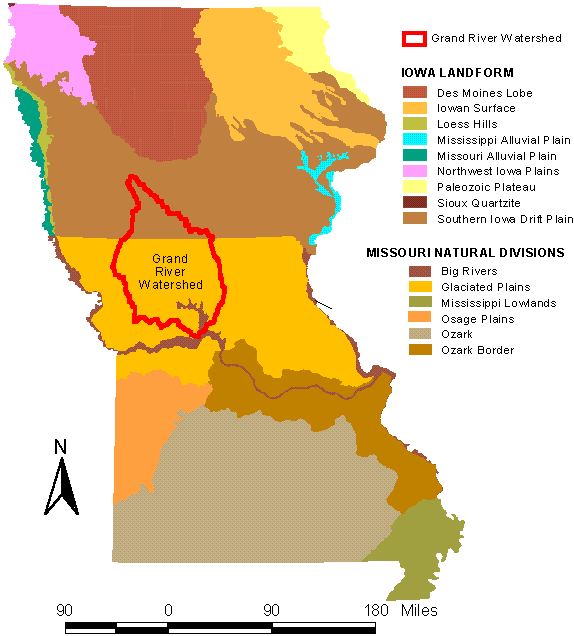 Grand River Watershed
IOWA LANDFORM
Des Moines Lobe
Iowan Surface
Loess Hills
Mississippi Alluvial Plain
Missouri Alluvial Plain
Northwest Iowa Plains
Paleozoic Plateau
Sioux Quartzite
Southern Iowa Drift Plain
MISSOURI NATURAL DIVISIONS
Big Rivers
Glaciated Plains
Mississippi Lowlands
Osage Plains
Ozark
Ozark Border
Grand
River
Watershed
N
90 0 90 180 Miles